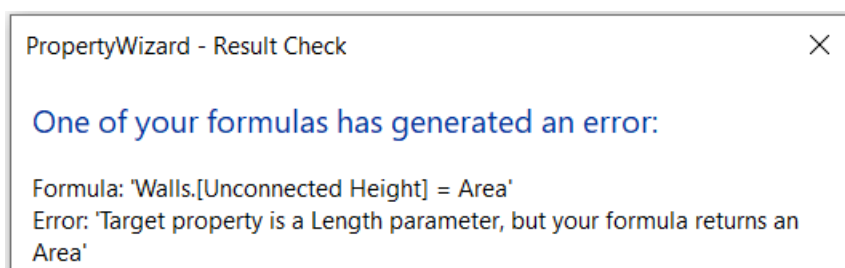 PropertyWizard - Result Check
One of your formulas has generated an error:
Formula: 'Walls.[Unconnected Height] = Area'
Error: 'Target property is a Length parameter, but your formula returns an
Area'